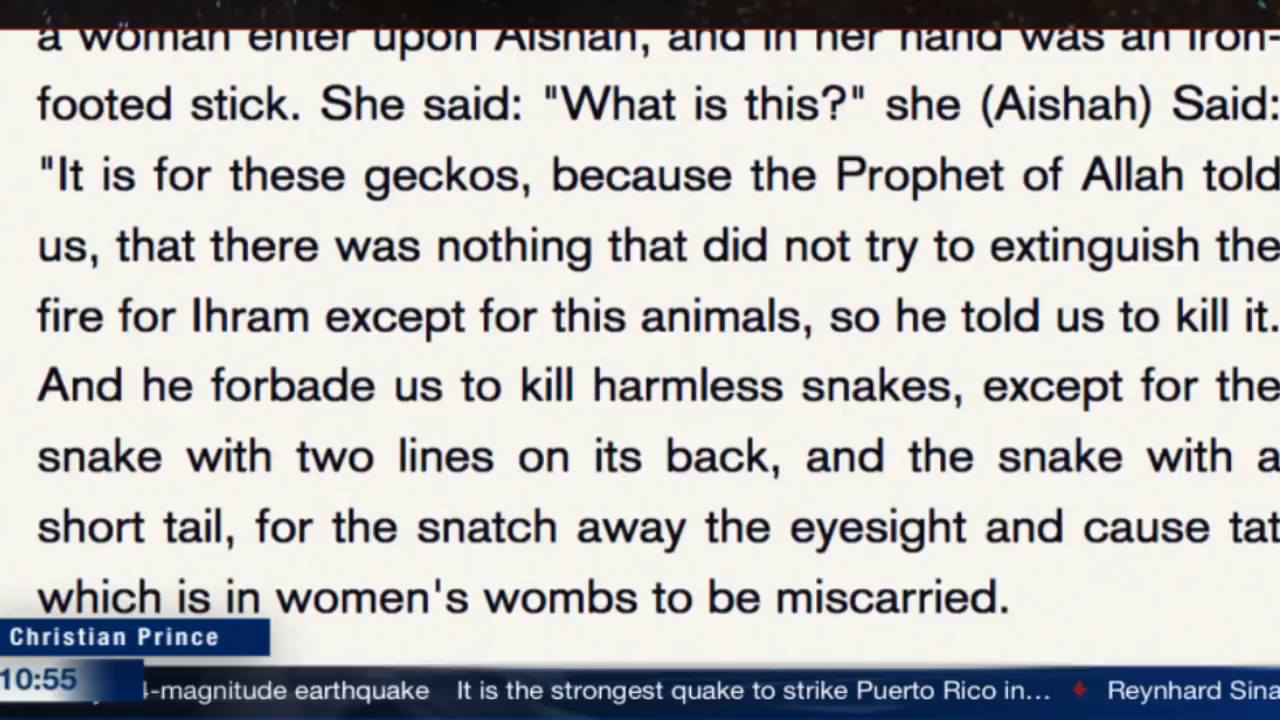 a woman enter upon Aishah, and in her hand was an iron-
footed stick. She said: "What is this?" she (Aishah) Said:
"It is for these geckos, because the Prophet of Allah told
us, that there was nothing that did not try to extinguish the
fire for Ihram except for this animals, so he told us to kill it.
And he forbade us to kill harmless snakes, except for the
snake with two lines on its back, and the snake with a
short tail, for the snatch away the eyesight and cause tat
which is in women's wombs to be miscarried.
Christian Prince
10:55
4-magnitude earthquake It is the strongest quake to strike Puerto Rico in... Reynhard Sina